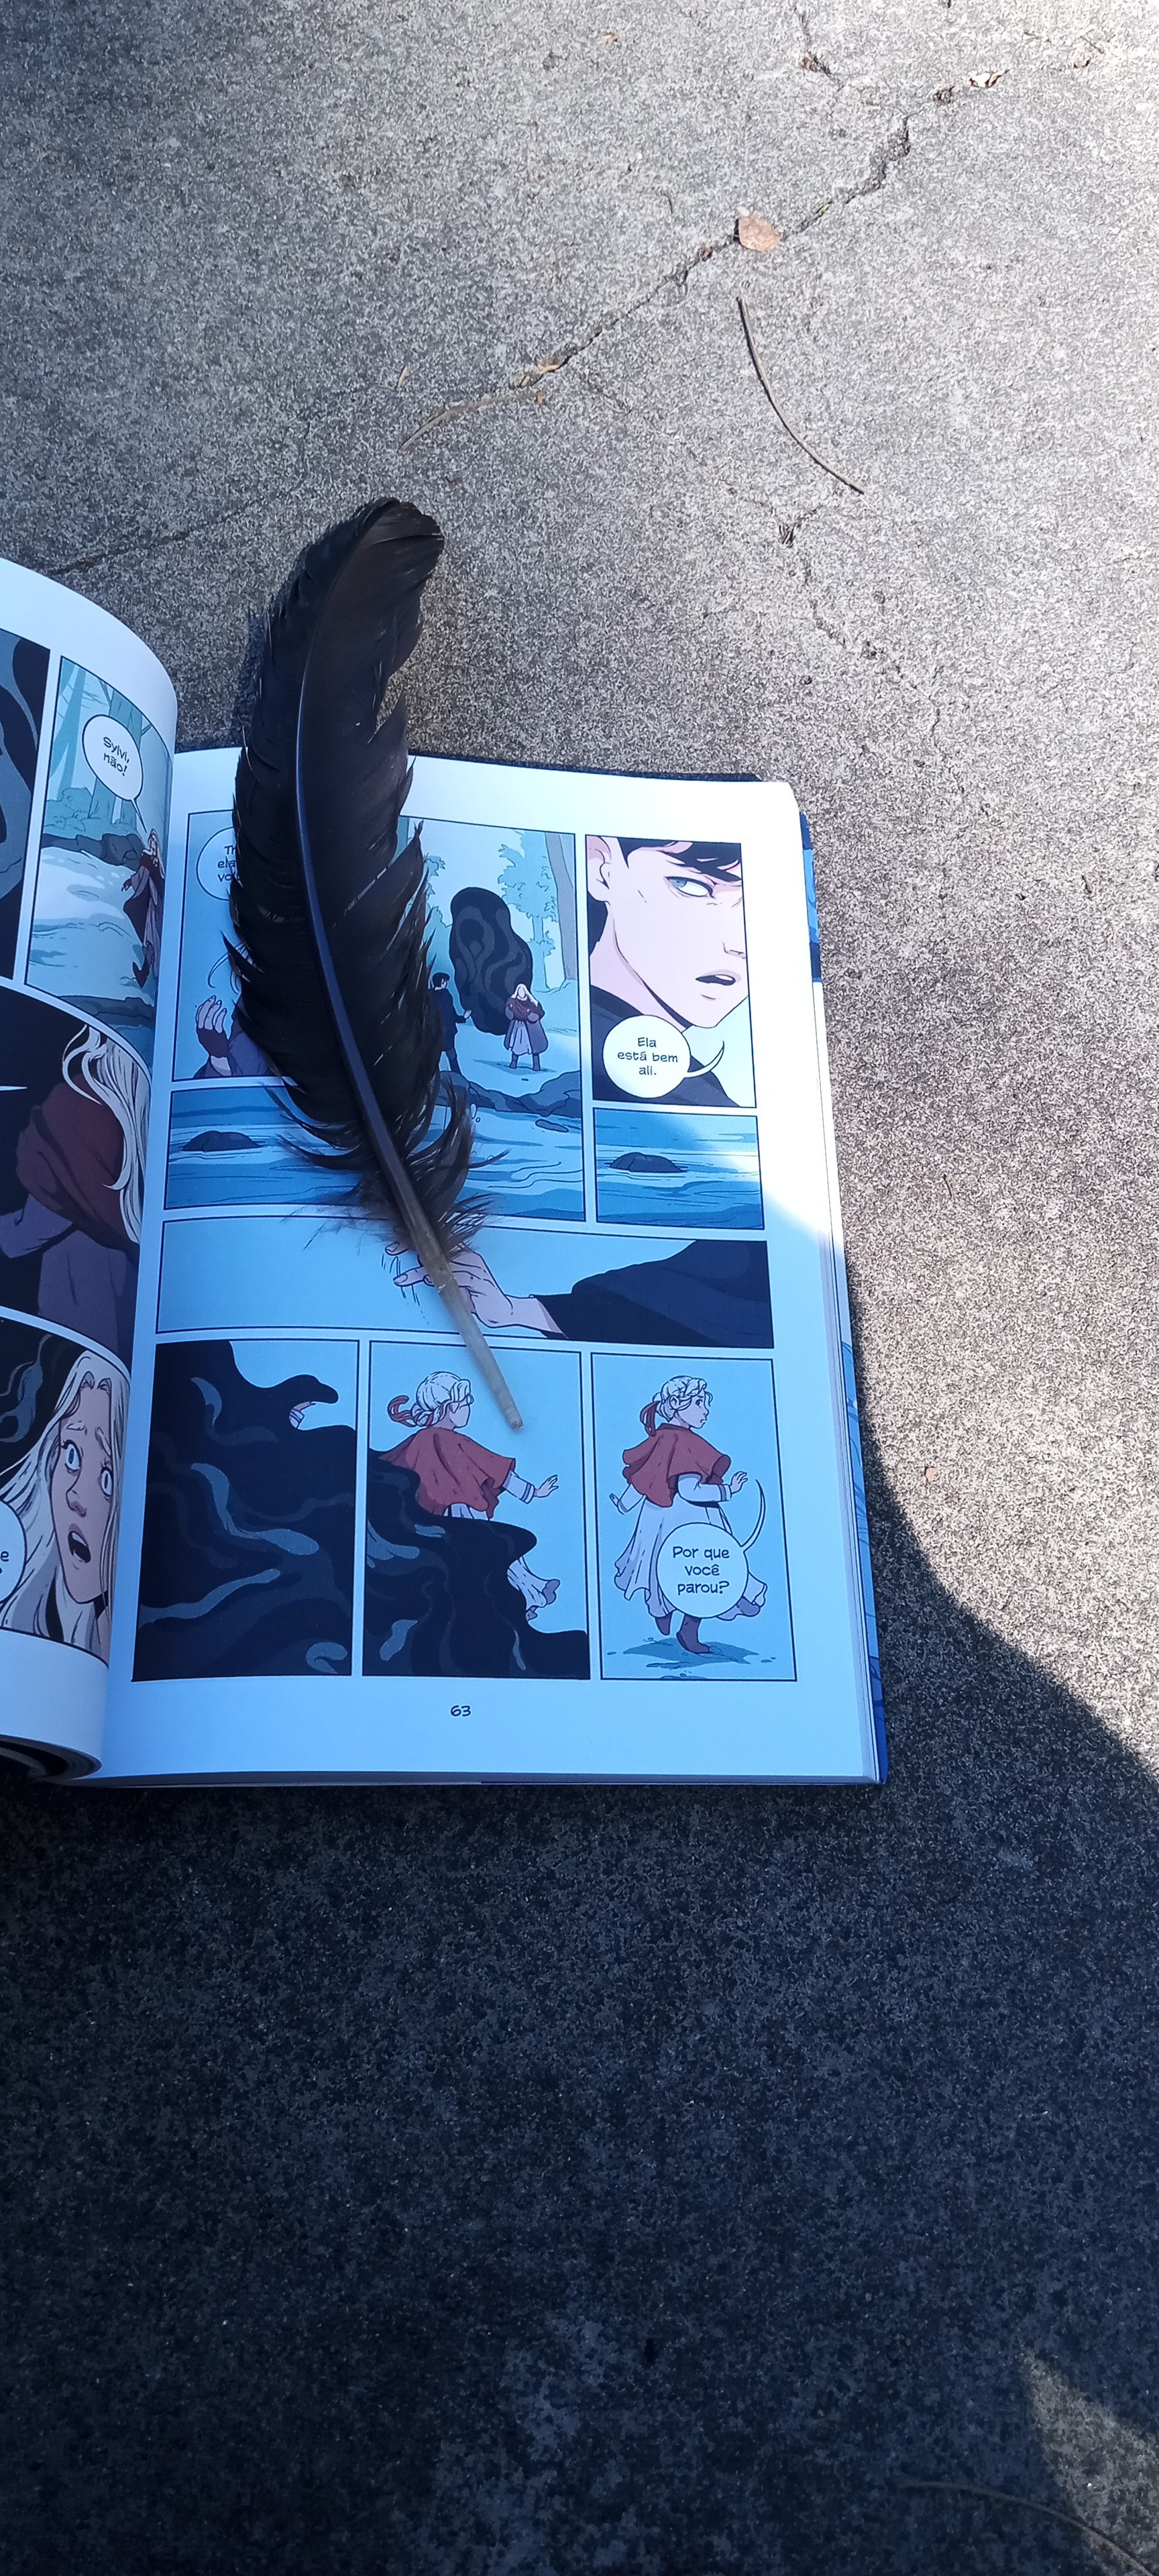 Sylvi,
não!
Ela
está bem
ali.
Por que
você
parou?
63